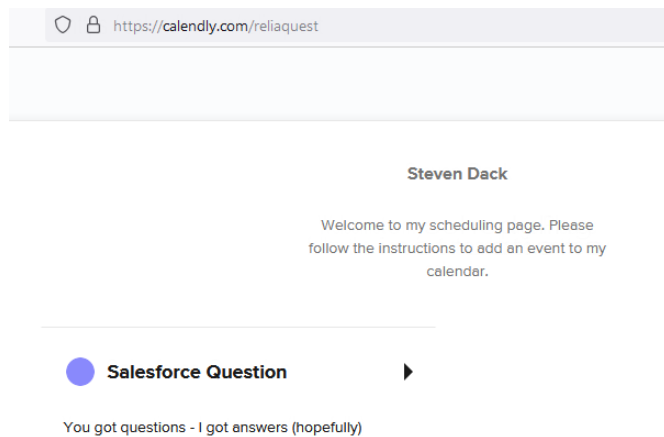 https://calendly.com/reliaquest
Steven Dack
Welcome to my scheduling page. Please
follow the instructions to add an event to my
calendar.
Salesforce Question
You got questions - I got answers (hopefully)